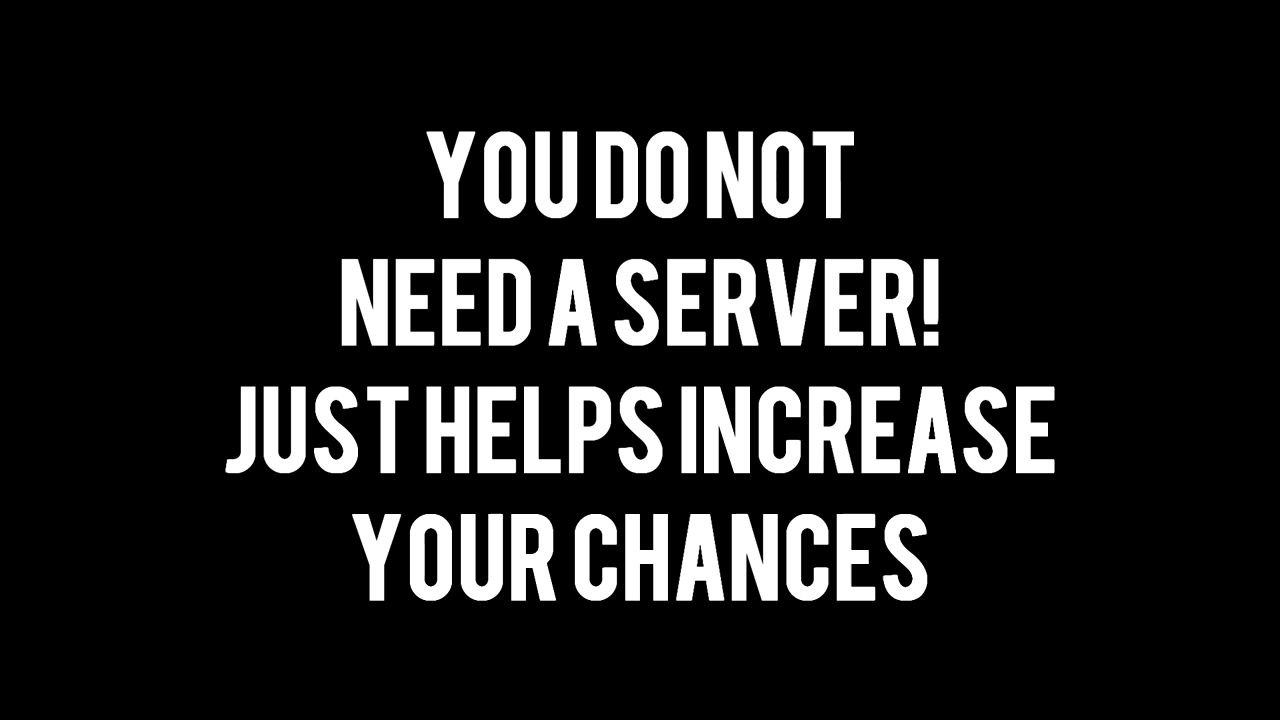 YOU DO NOT
NEED A SERVER!
JUST HELPS INCREASE
YOUR CHANCES